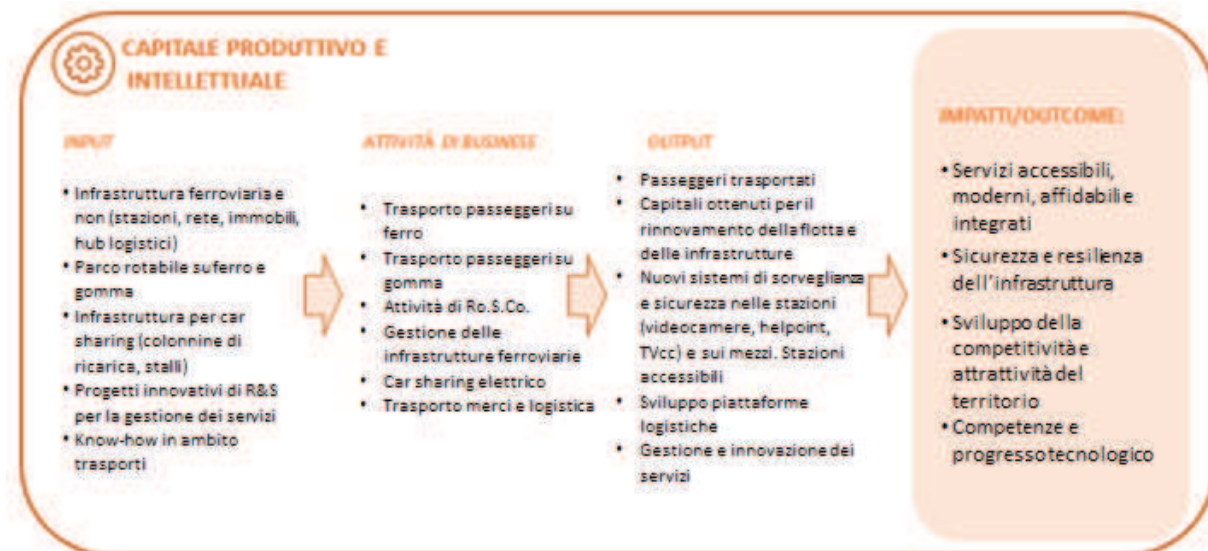 CAPITALE PRODUTTIVO E
INTELLETTUALE
INPUT
• Infrastruttura ferroviaria e
non (stazioni, rete, immobili,
hub logistici)
• Parco rotabile su ferro e
gomma
• Infrastruttura per car
sharing (colonnine di
ricarica, stalli)
• Progetti innovativi di R&S
per la gestione dei servizi
• Know-how in ambito
trasporti
ATTIVITÀ DI BUSINESS
• Trasporto passeggeri su
ferro
• Trasporto passeggeri su
gomma
• Attività di Ro.S.Co.
• Gestione delle
infrastrutture ferroviarie
• Car sharing elettrico
• Trasporto merci e logistica
OUTPUT
• Passeggeri trasportati
• Capitali ottenuti per il
rinnovamento della flotta e
delle infrastrutture
• Nuovi sistemi di sorveglianza
e sicurezza nelle stazioni
(videocamere, helpoint,
TVcc) e sui mezzi. Stazioni
accessibili
• Sviluppo piattaforme
logistiche
• Gestione e innovazione dei
servizi
IMPATTI/OUTCOME:
• Servizi accessibili,
moderni, affidabili e
integrati
• Sicurezza e resilienza
dell'infrastruttura
• Sviluppo della
competitività e
attrattività del
territorio
• Competenze e
progresso tecnologico